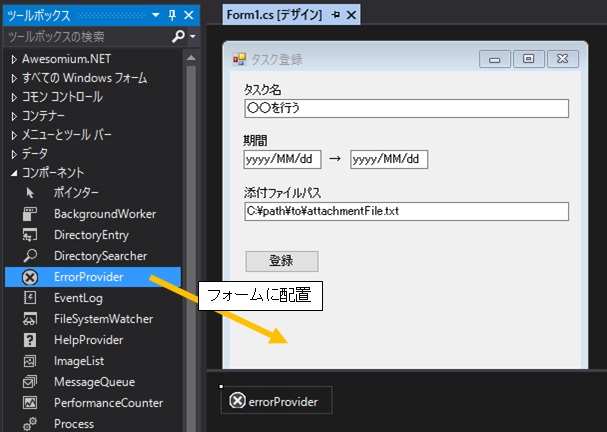 ツールボックス
ツールボックスの検索
Awesomium.NET
すべての Windows フォーム
コモン コントロール
コンテナー
メニューとツール バー
データ
コンポーネント
ポインター
BackgroundWorker
DirectoryEntry
DirectorySearcher
ErrorProvider
EventLog
FileSystemWatcher
HelpProvider
ImageList
MessageQueue
PerformanceCounter
Process
Form1.cs [デザイン]
タスク登録
タスク名
〇〇を行う
期間
yyyy/MM/dd → yyyy/MM/dd
添付ファイルパス
C:¥path¥to¥attachmentFile.txt
登録
フォームに配置
errorProvider